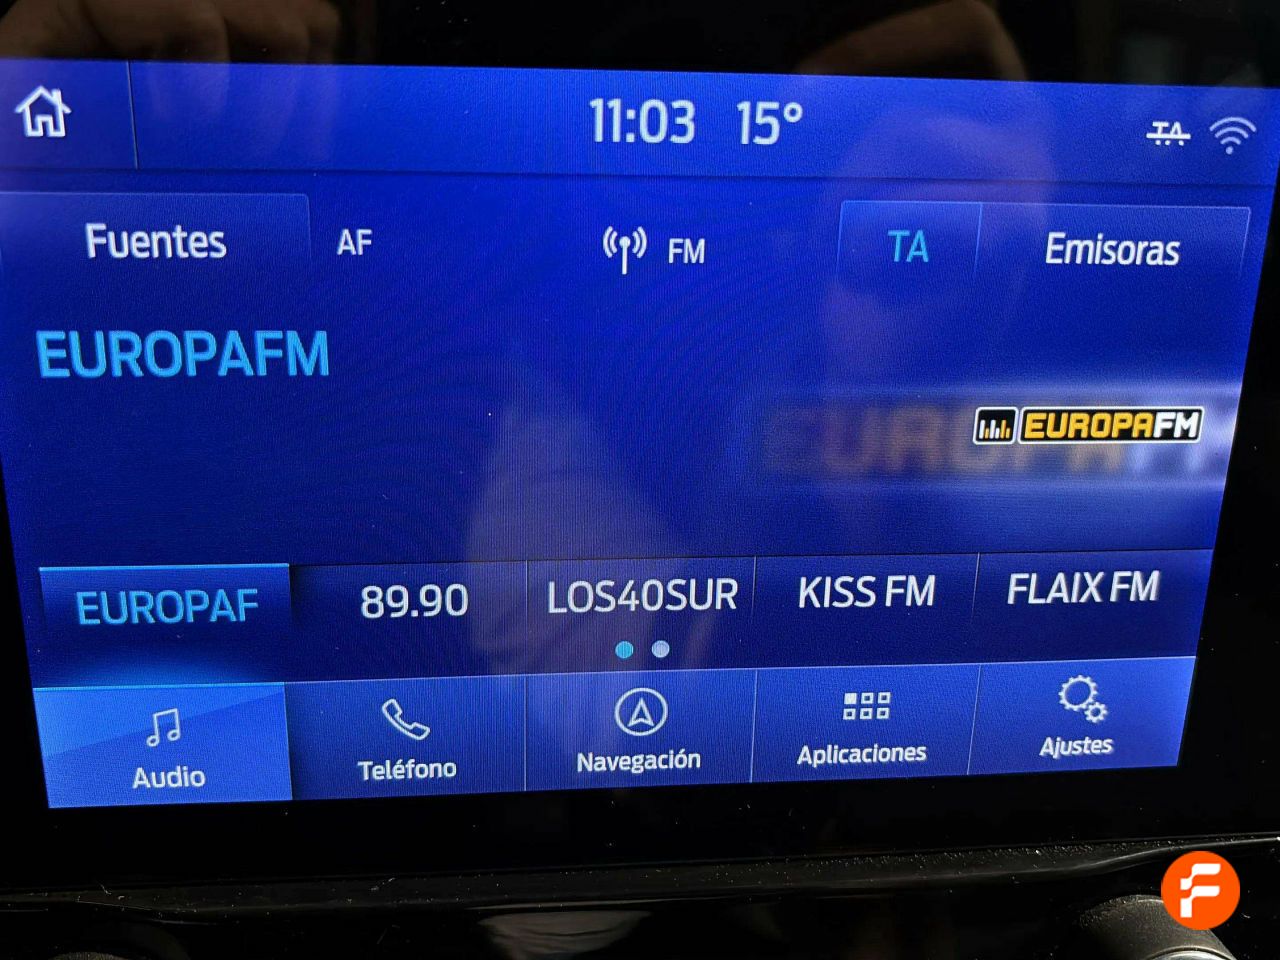 11:03 15° TA
Fuentes AF FM TA Emisoras
EUROPAFM
EUROPAFM
EUROPAF 89.90 LOS40SUR KISS FM FLAIX FM
Audio Teléfono Navegación Aplicaciones Ajustes
F